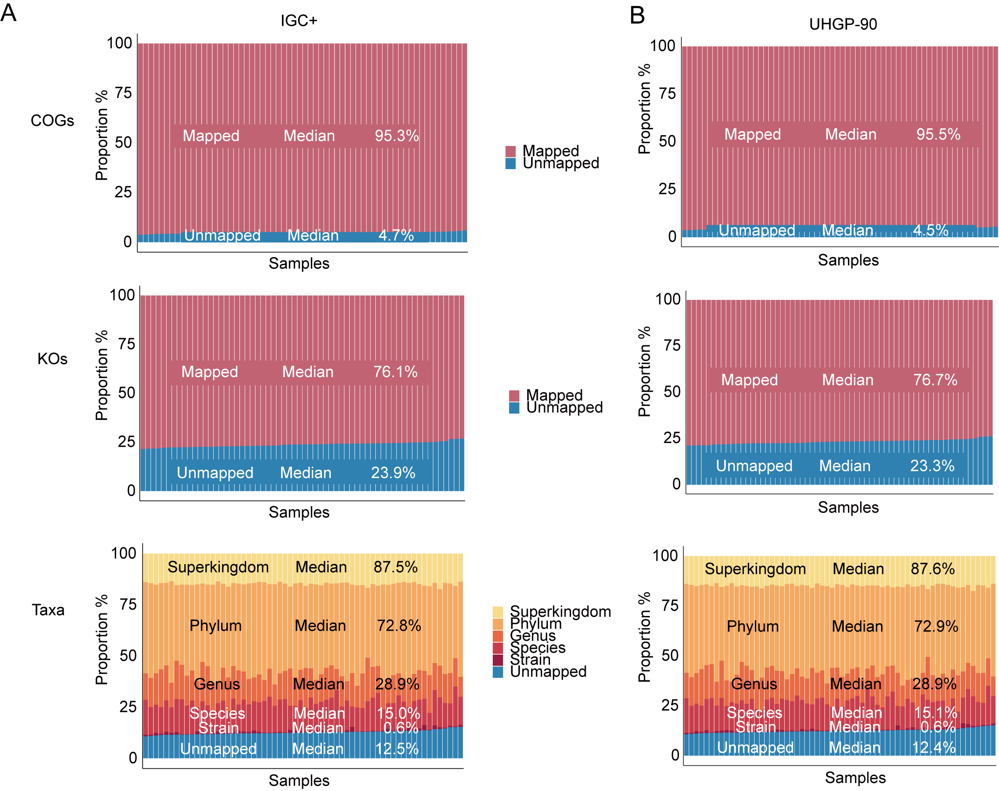 A
IGC+
B
UHGP-90
COGs
Proportion %
100
75
50
25
0
Mapped Median 95.3%
Unmapped Median 4.7%
Samples
Mapped
Unmapped
Proportion %
100
75
50
25
0
Mapped Median 95.5%
Unmapped Median 4.5%
Samples
KOs
Proportion %
100
75
50
25
0
Mapped Median 76.1%
Unmapped Median 23.9%
Samples
Mapped
Unmapped
Proportion %
100
75
50
25
0
Mapped Median 76.7%
Unmapped Median 23.3%
Samples
Taxa
Proportion %
100
75
50
25
0
Superkingdom Median 87.5%
Phylum Median 72.8%
Genus Median 28.9%
Species Median 15.0%
Strain Median 0.6%
Unmapped Median 12.5%
Samples
Superkingdom
Phylum
Genus
Species
Strain
Unmapped
Proportion %
100
75
50
25
0
Superkingdom Median 87.6%
Phylum Median 72.9%
Genus Median 28.9%
Species Median 15.1%
Strain Median 0.6%
Unmapped Median 12.4%
Samples